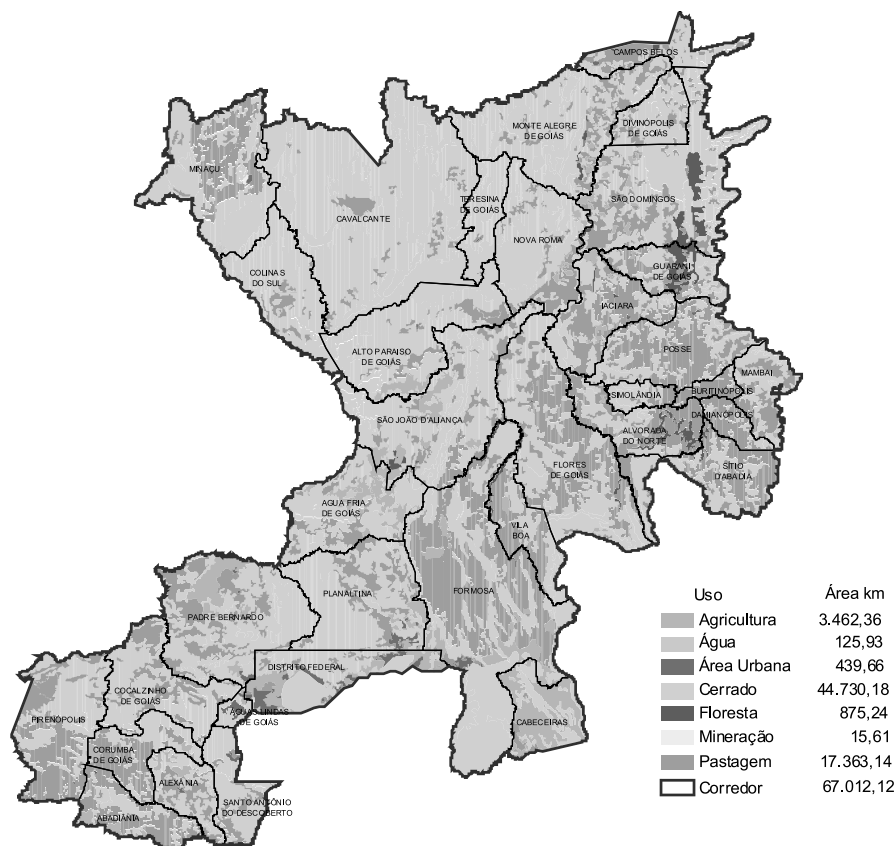 CAMPOS BELOS
MONTE ALEGRE
DE GOIÁS
DIVINÓPOLIS
DE GOIÁS
MINAÇU
CAVALCANTE
TERESINA
DE GOIÁS
SÃO DOMINGOS
NOVA ROMA
COLINAS
DO SUL
GUARANI
DE GOIÁS
IACIARA
ALTO PARAISO
DE GOIÁS
POSSE
MAMBAI
SIMOLÂNDIA
BURITINÓPOLIS
SÃO JOÃO D'ALIANÇA
DAMIANÓPOLIS
ALVORADA
DO NORTE
FLORES
DE GOIÁS
SÍTIO
D'ABADIÁ
AGUA FRIA
DE GOIÁS
VILA
BOA
PLANALTINA
FORMOSA
PADRE BERNARDO
DISTRITO FEDERAL
COCALZINHO
DE GOIÁS
PIRENÓPOLIS
ÁGUAS LINDAS
DE GOIÁS
CABECEIRAS
CORUMBA
DE GOIÁS
ALEXÂNIA
SANTO ANTÔNIO
DO DESCOBERTO
ABADIÂNIA
Uso Área km
Agricultura 3.462,36
Água 125,93
Área Urbana 439,66
Cerrado 44.730,18
Floresta 875,24
Mineração 15,61
Pastagem 17.363,14
Corredor 67.012,12